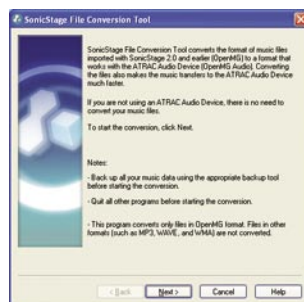 SonicStage File Conversion Tool
SonicStage File Conversion Tool converts the format of music files
imported with SonicStage 2.0 and earlier (OpenMG) to a format that
works with the ATRAC Audio Device (OpenMG Audio). Converting
the files also makes the music transfers to the ATRAC Audio Device
much faster.
If you are not using an ATRAC Audio Device, there is no need to
convert your music files.
To start the conversion, click Next.
Notes:
- Back up all your music data using the appropriate backup tool
before starting the conversion.
- Quit all other programs before starting the conversion.
- This program converts only files in OpenMG format. Files in other
formats (such as MP3, WAVE, and WMA) are not converted.
< Back
Next >
Cancel
Help